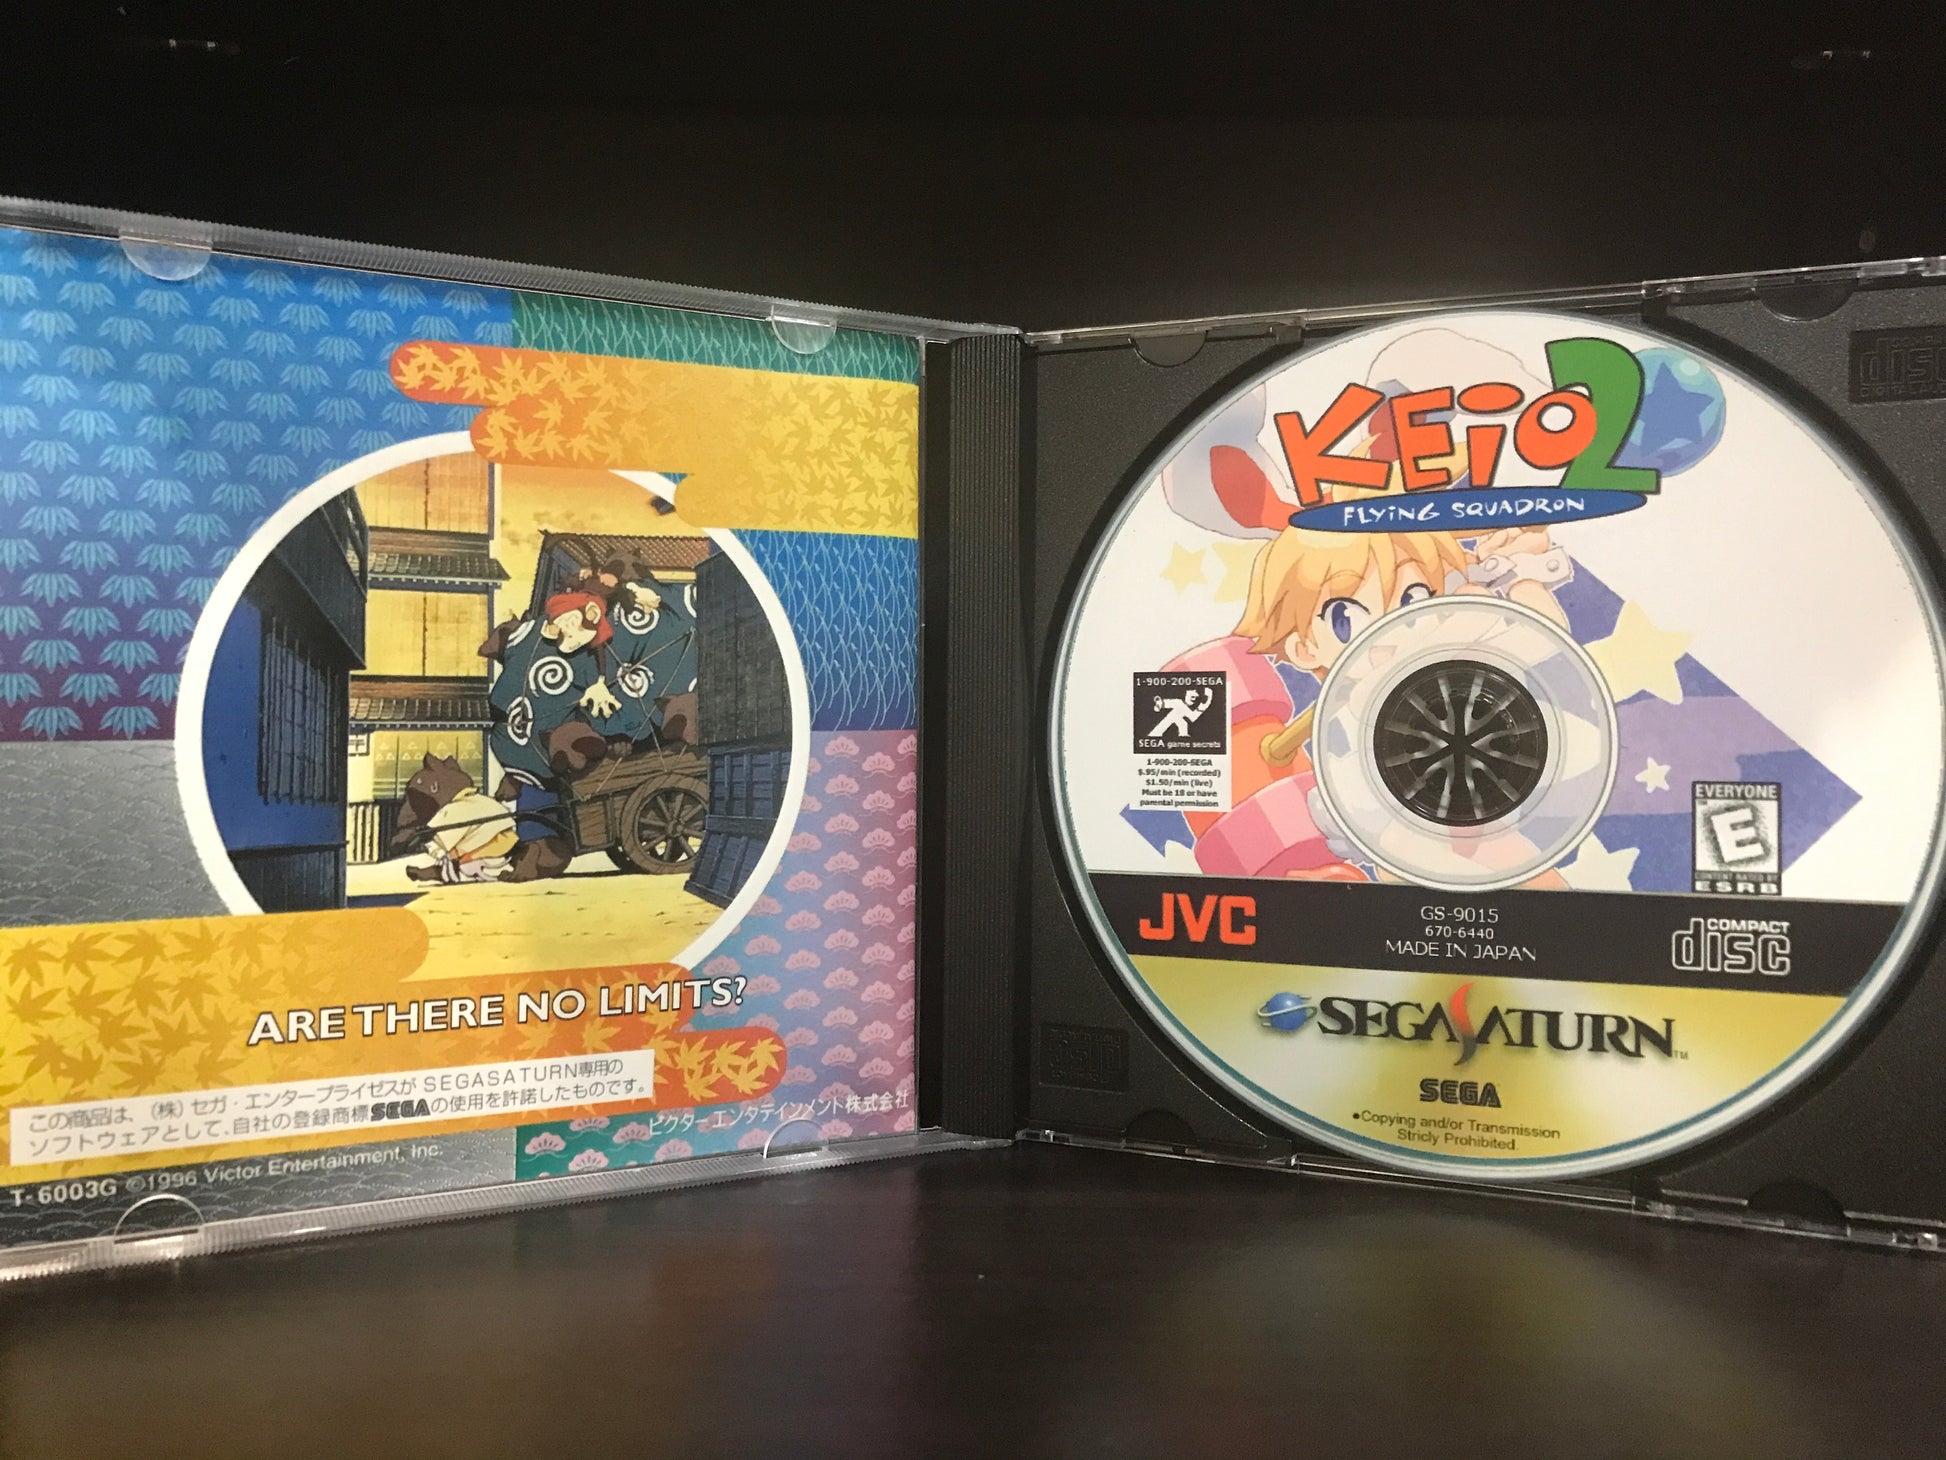 ARE THERE NO LIMITS?
この商品は、(株)セガ・エンタープライゼスが SEGASATURN専用の
ソフトウェアとして、自社の登録商標SEGAの使用を許諾したものです。
ビクターエンタテインメント株式会社
T-6003G ©1996 Victor Entertainment, Inc.
KEiO2
FLYiNG SQUADRON
1-900-200-SEGA
SEGA game secrets
1-900-200-SEGA
$.95/min (recorded)
$1.50/min (live)
Must be 18 or have
parental permission
EVERYONE
E
CONTENT RATED BY
ESRB
JVC
GS-9015
670-6440
MADE IN JAPAN
COMPACT
disc
SEGA SATURN™
SEGA
•Copying and/or Transmission
Stricly Prohibited.
disc